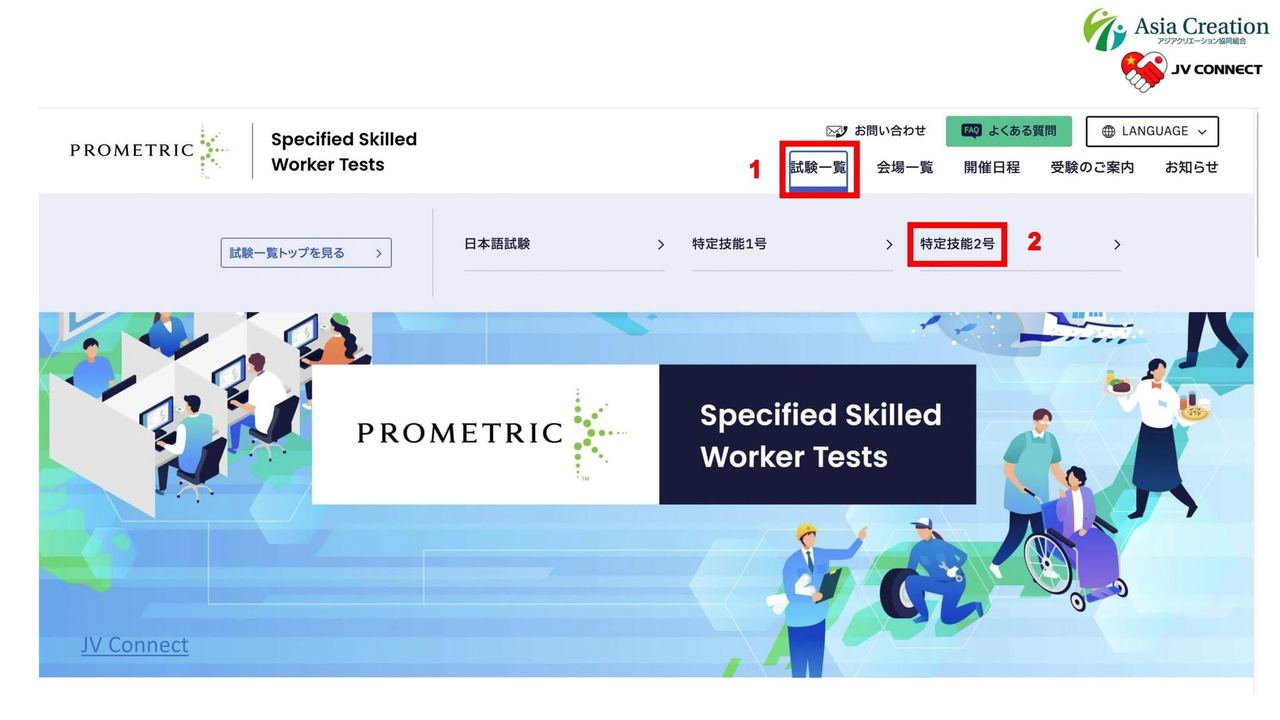 Asia Creation
アジアクリエーション協同組合
JV CONNECT
PROMETRIC
Specified Skilled
Worker Tests
お問い合わせ
FAQ よくある質問
LANGUAGE
1
試験一覧
会場一覧
開催日程
受験のご案内
お知らせ
試験一覧トップを見る
日本語試験
特定技能1号
特定技能2号
2
PROMETRIC
TM
Specified Skilled
Worker Tests
JV Connect